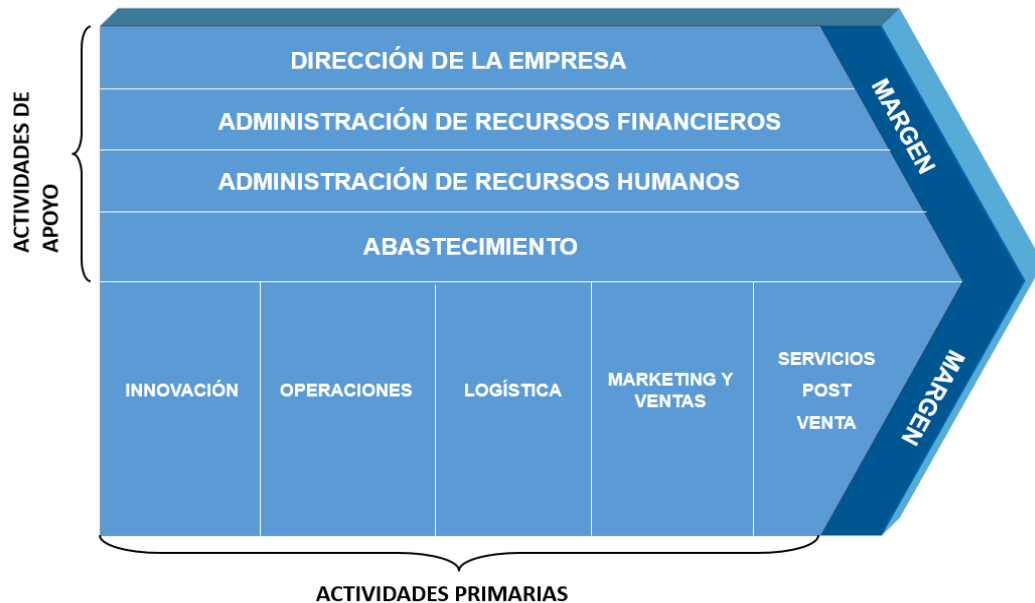 ACTIVIDADES DE
APOYO
DIRECCIÓN DE LA EMPRESA
ADMINISTRACIÓN DE RECURSOS FINANCIEROS
ADMINISTRACIÓN DE RECURSOS HUMANOS
ABASTECIMIENTO
MARGEN
INNOVACIÓN
OPERACIONES
LOGÍSTICA
MARKETING Y
VENTAS
SERVICIOS
POST
VENTA
MARGEN
ACTIVIDADES PRIMARIAS